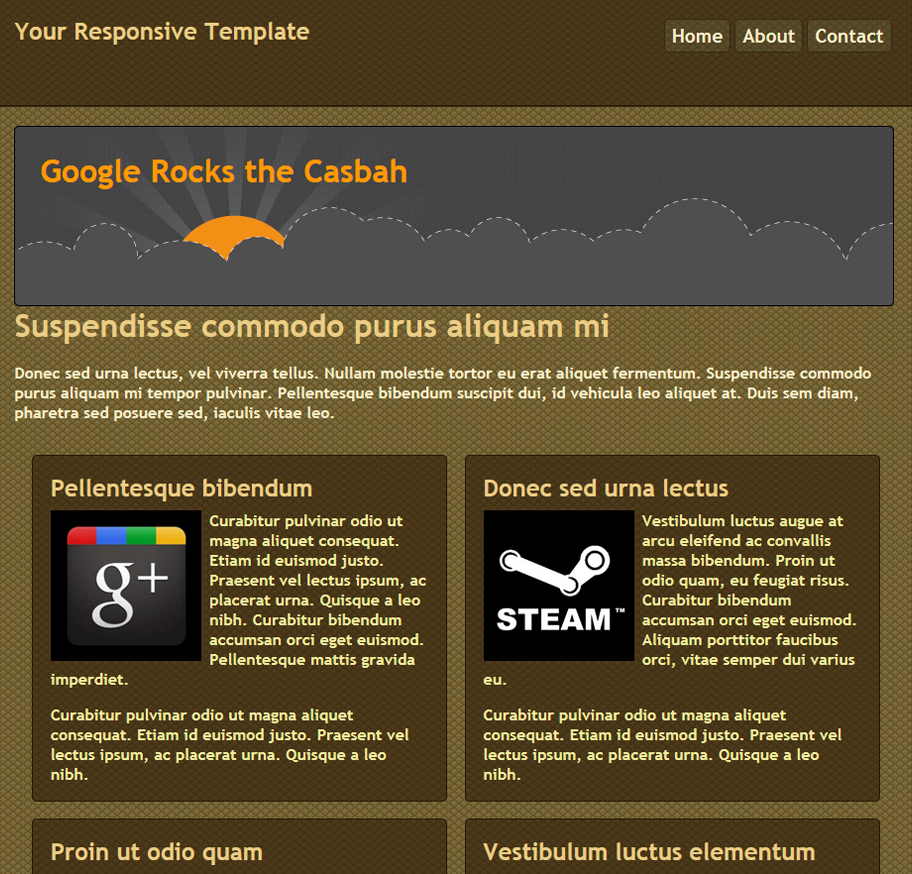 Your Responsive Template
Home About Contact
Google Rocks the Casbah
Suspendisse commodo purus aliquam mi
Donec sed urna lectus, vel viverra tellus. Nullam molestie tortor eu erat aliquet fermentum. Suspendisse commodo
purus aliquam mi tempor pulvinar. Pellentesque bibendum suscipit dui, id vehicula leo aliquet at. Duis sem diam,
pharetra sed posuere sed, iaculis vitae leo.
Pellentesque bibendum
g+
Curabitur pulvinar odio ut
magna aliquet consequat.
Etiam id euismod justo.
Praesent vel lectus ipsum, ac
placerat urna. Quisque a leo
nibh. Curabitur bibendum
accumsan orci eget euismod.
Pellentesque mattis gravida
imperdiet.
Curabitur pulvinar odio ut magna aliquet
consequat. Etiam id euismod justo. Praesent vel
lectus ipsum, ac placerat urna. Quisque a leo
nibh.
Donec sed urna lectus
STEAM™
Vestibulum luctus augue at
arcu eleifend ac convallis
massa bibendum. Proin ut
odio quam, eu feugiat risus.
Curabitur bibendum
accumsan orci eget euismod.
Aliquam porttitor faucibus
orci, vitae semper dui varius
eu.
Curabitur pulvinar odio ut magna aliquet
consequat. Etiam id euismod justo. Praesent vel
lectus ipsum, ac placerat urna. Quisque a leo
nibh.
Proin ut odio quam
Vestibulum luctus elementum